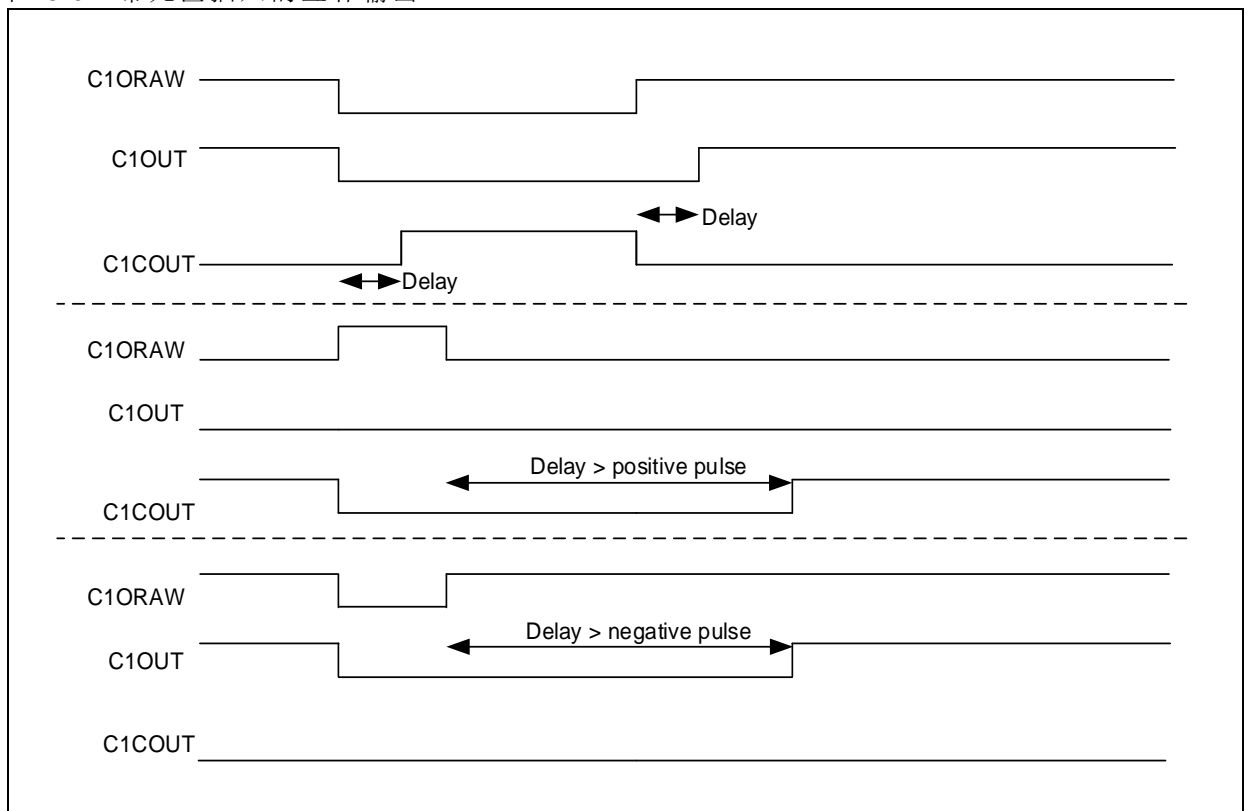 C1ORAW
C1OUT
Delay
C1COUT
Delay
C1ORAW
C1OUT
Delay > positive pulse
C1COUT
C1ORAW
Delay > negative pulse
C1OUT
C1COUT